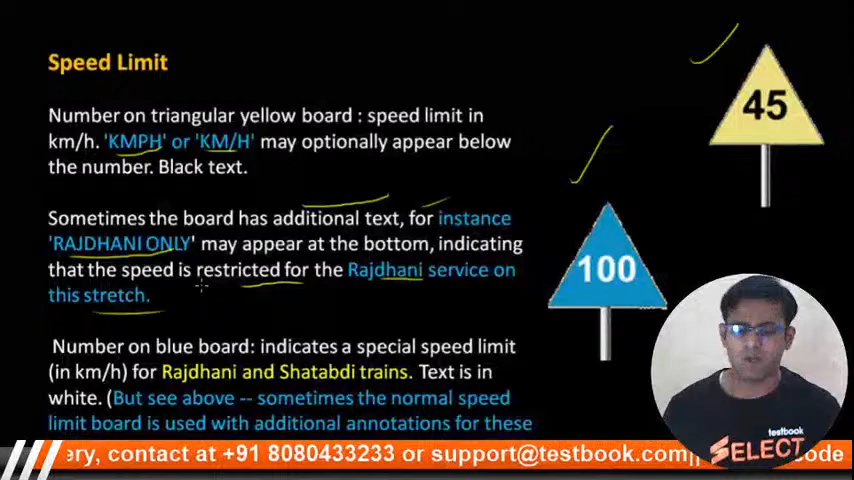 Speed Limit
Number on triangular yellow board : speed limit in
km/h. 'KMPH' or 'KM/H' may optionally appear below
the number. Black text.
Sometimes the board has additional text, for instance
'RAJDHANI ONLY' may appear at the bottom, indicating
that the speed is restricted for the Rajdhani service on
this stretch.
Number on blue board: indicates a special speed limit
(in km/h) for Rajdhani and Shatabdi trains. Text is in
white. (But see above -- sometimes the normal speed
limit board is used with additional annotations for these
45
100
testbook
SELECT
ery, contact at +91 8080433233 or support@testbook.com|| code